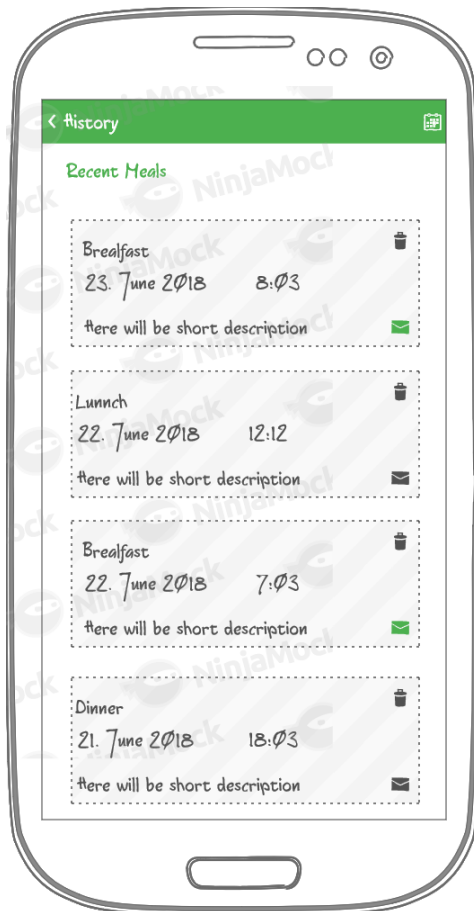 History
Recent Meals
Brealfast
23. June 2018 8:03
Here will be short description
Lunnch
22. June 2018 12:12
Here will be short description
Brealfast
22. June 2018 7:03
Here will be short description
Dinner
21. June 2018 18:03
Here will be short description
NinjaMock